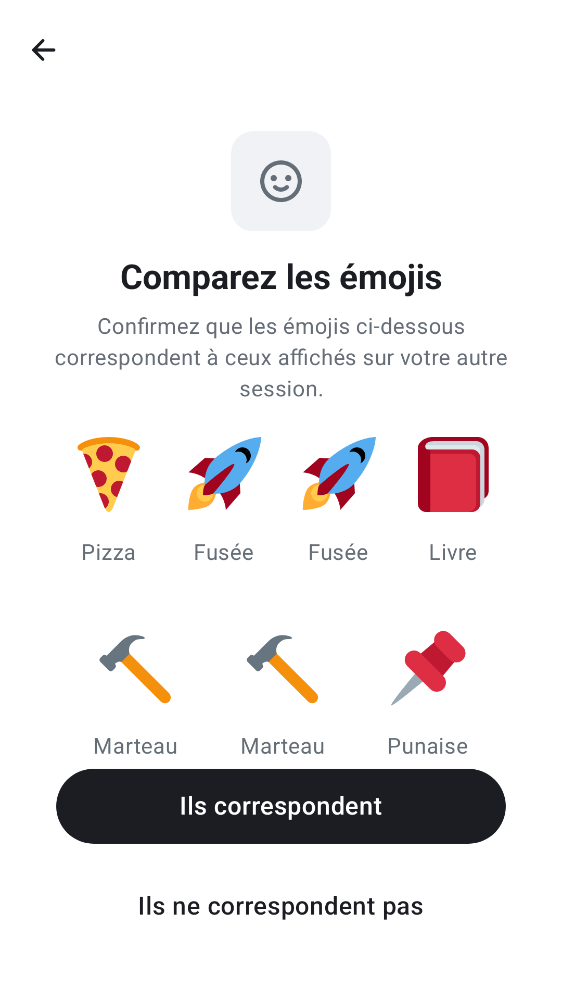 Comparez les émojis
Confirmez que les émojis ci-dessous
correspondent à ceux affichés sur votre autre
session.
Pizza Fusée Fusée Livre
Marteau Marteau Punaise
Ils correspondent
Ils ne correspondent pas